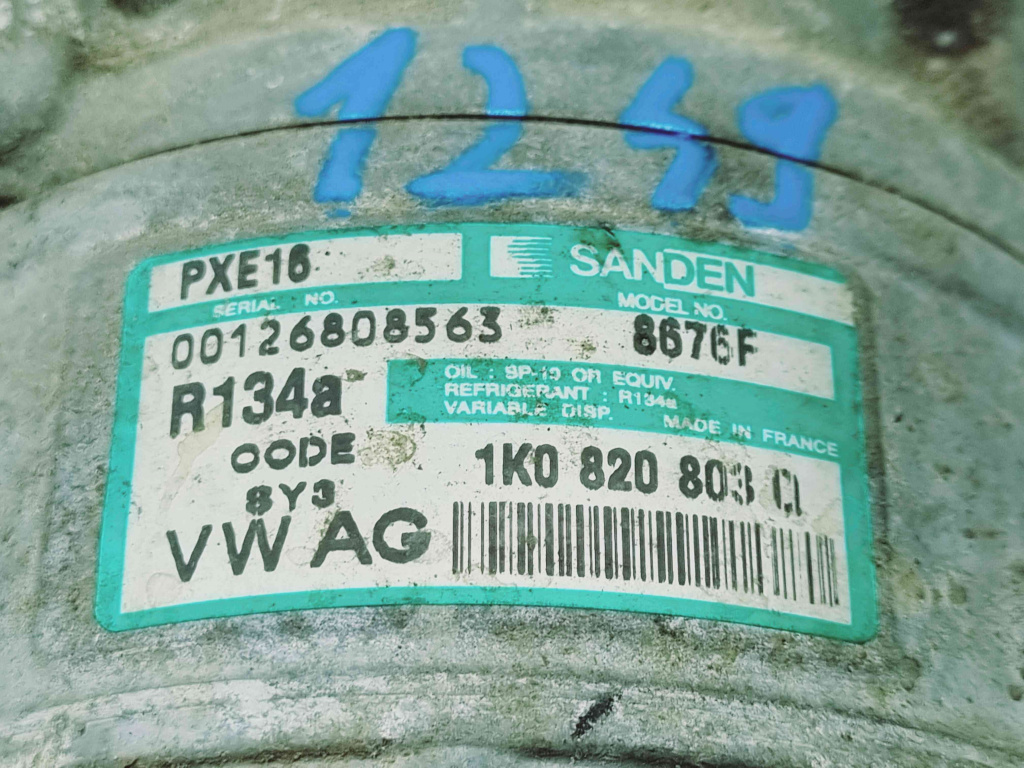 1249
PXE16
SANDEN
SERIAL NO.
MODEL NO.
00126808563
8676F
R134a
OIL : SP-10 OR EQUIV.
REFRIGERANT : R134a
VARIABLE DISP.
MADE IN FRANCE
CODE
8Y3
1K0 820 803 Q
VW AG